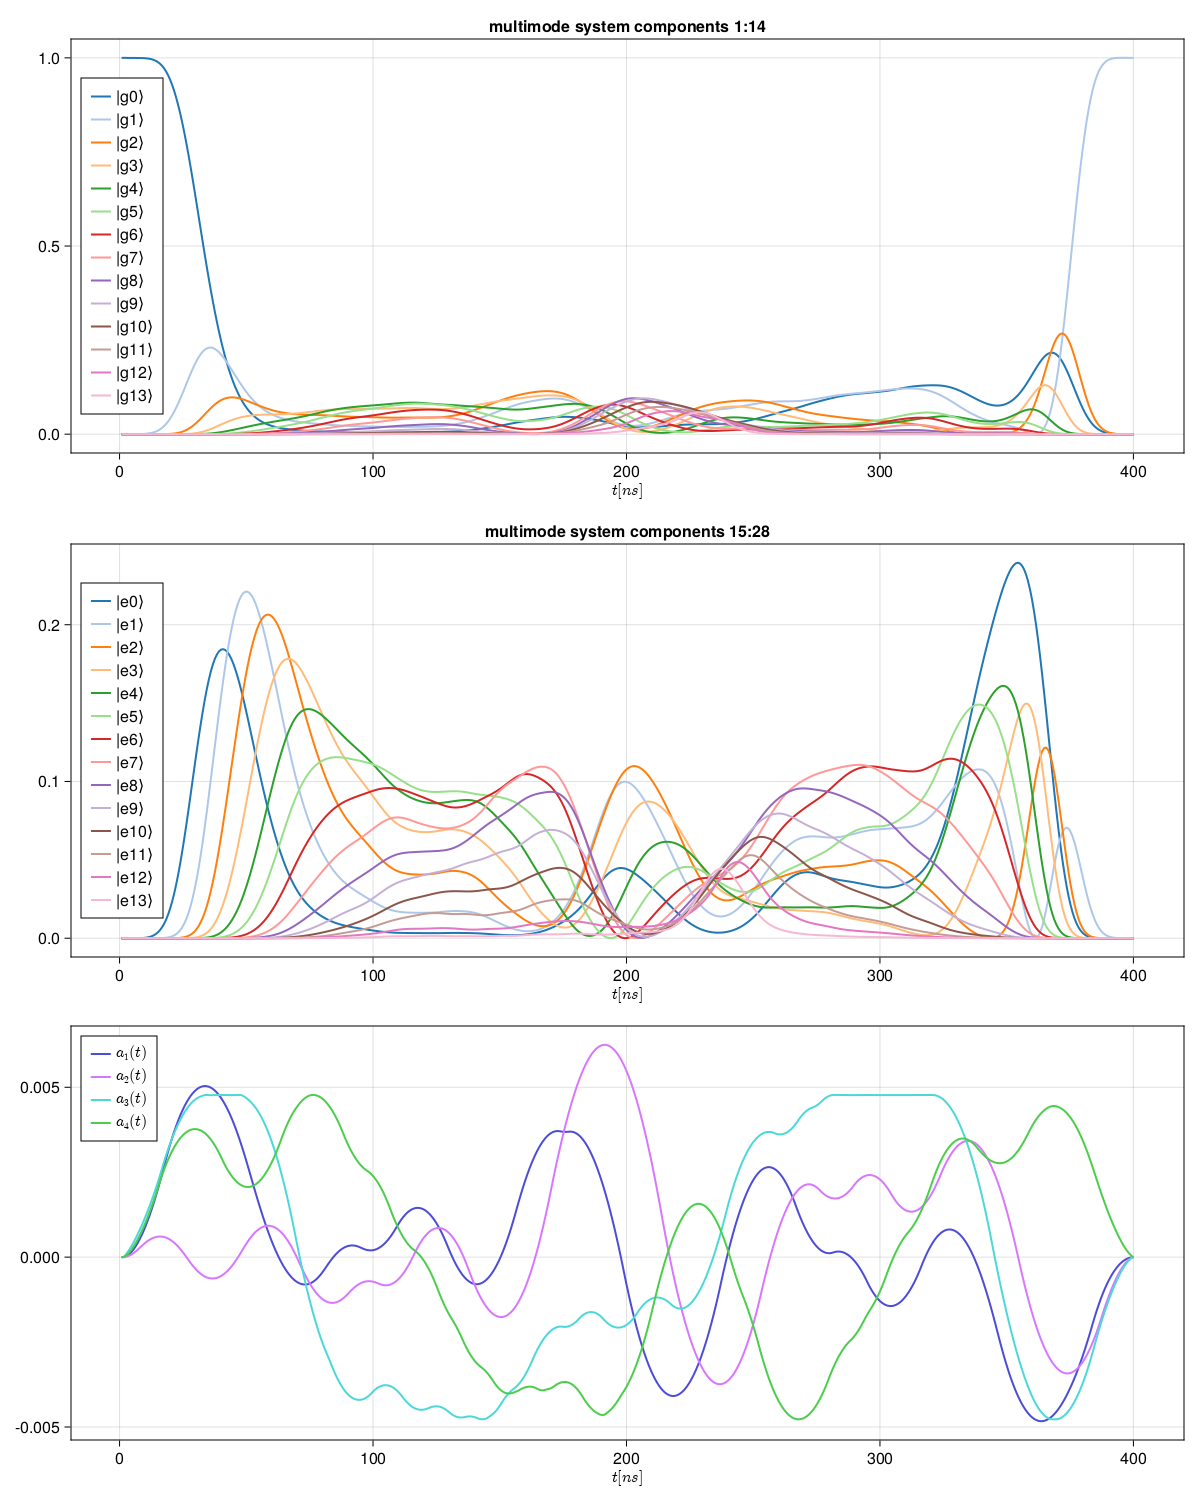 multimode system components 1:14
1.0
0.5
0.0
|g0⟩
|g1⟩
|g2⟩
|g3⟩
|g4⟩
|g5⟩
|g6⟩
|g7⟩
|g8⟩
|g9⟩
|g10⟩
|g11⟩
|g12⟩
|g13⟩
0 100 200 300 400
t[ns]
multimode system components 15:28
0.2
0.1
0.0
|e0⟩
|e1⟩
|e2⟩
|e3⟩
|e4⟩
|e5⟩
|e6⟩
|e7⟩
|e8⟩
|e9⟩
|e10⟩
|e11⟩
|e12⟩
|e13⟩
0 100 200 300 400
t[ns]
0.005
0.000
-0.005
a₁(t)
a₂(t)
a₃(t)
a₄(t)
0 100 200 300 400
t[ns]